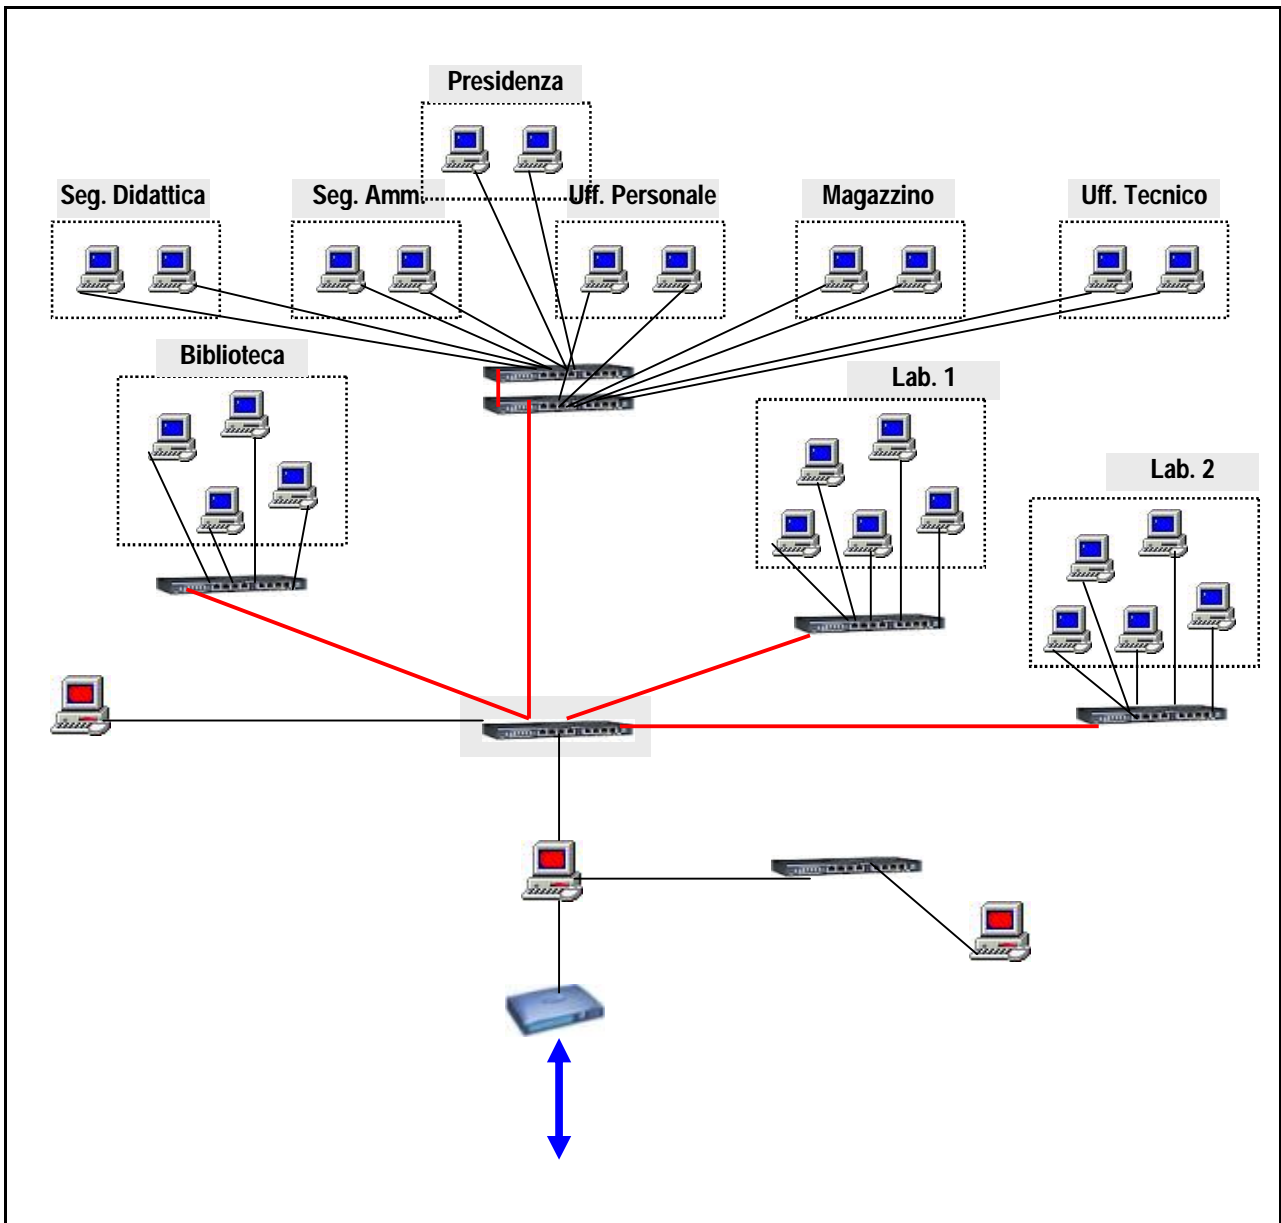 Presidenza
Seg. Didattica
Seg. Amm.
Uff. Personale
Magazzino
Uff. Tecnico
Biblioteca
Lab. 1
Lab. 2